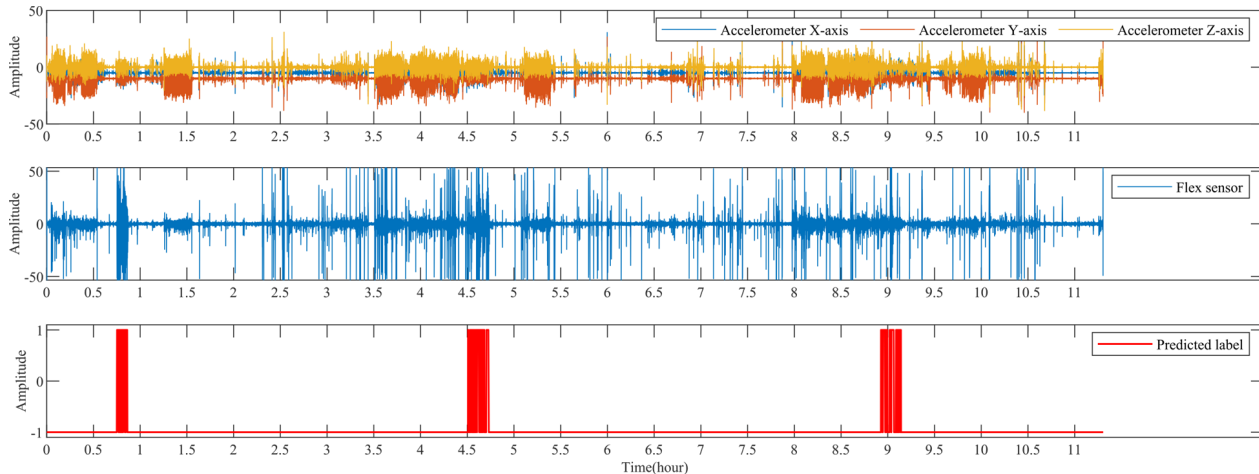 50
Accelerometer X-axis Accelerometer Y-axis Accelerometer Z-axis
Amplitude
0
-50
0 0.5 1 1.5 2 2.5 3 3.5 4 4.5 5 5.5 6 6.5 7 7.5 8 8.5 9 9.5 10 10.5 11
50
Flex sensor
Amplitude
0
-50
0 0.5 1 1.5 2 2.5 3 3.5 4 4.5 5 5.5 6 6.5 7 7.5 8 8.5 9 9.5 10 10.5 11
1
Predicted label
Amplitude
0
-1
0 0.5 1 1.5 2 2.5 3 3.5 4 4.5 5 5.5 6 6.5 7 7.5 8 8.5 9 9.5 10 10.5 11
Time(hour)